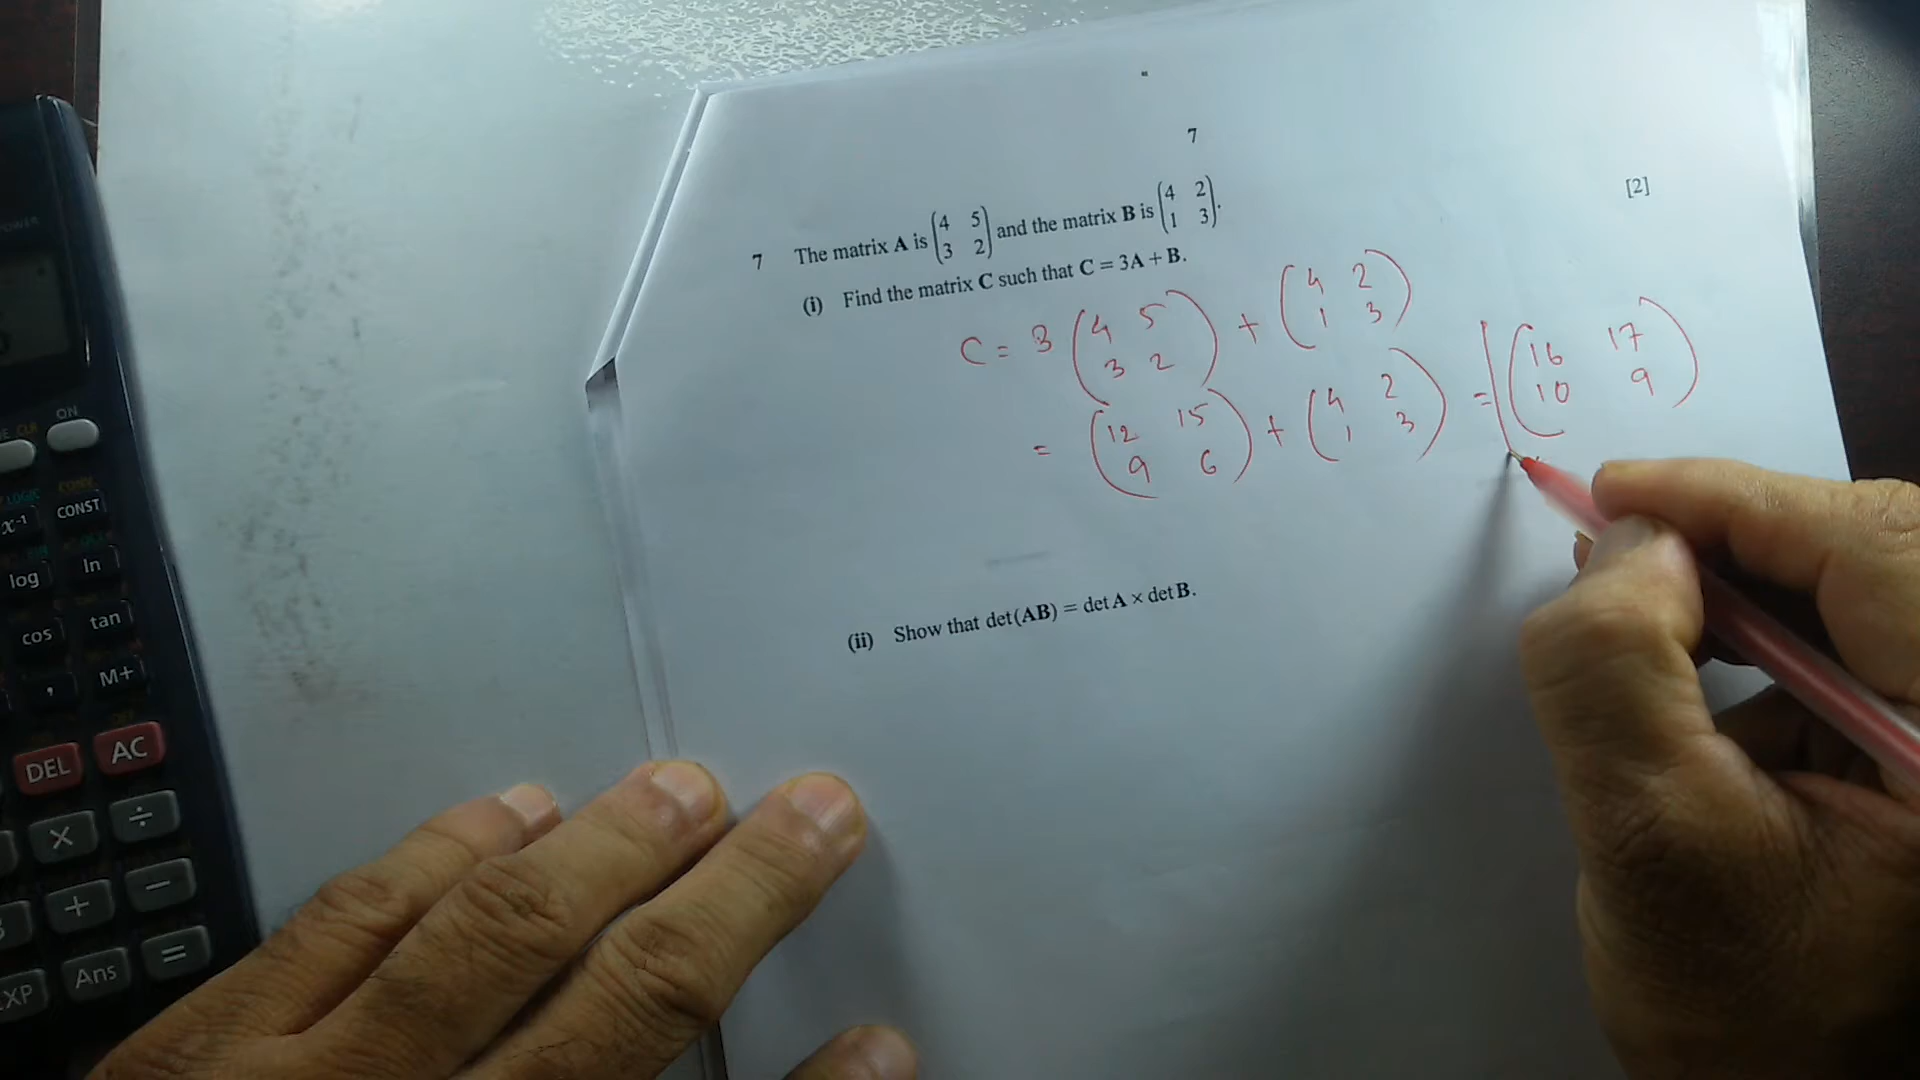 7
[2]
7 The matrix A is (4 5 3 2) and the matrix B is (4 2 1 3).
(i) Find the matrix C such that C = 3A + B.
C = 3 (4 5 3 2) + (4 2 1 3)
= (12 15 9 6) + (4 2 1 3) = (16 17 10 9)
(ii) Show that det (AB) = det A × det B.
ON
CONST
x⁻¹
ln
log
tan
cos
M+
,
AC
DEL
÷
×
−
+
=
Ans
XP